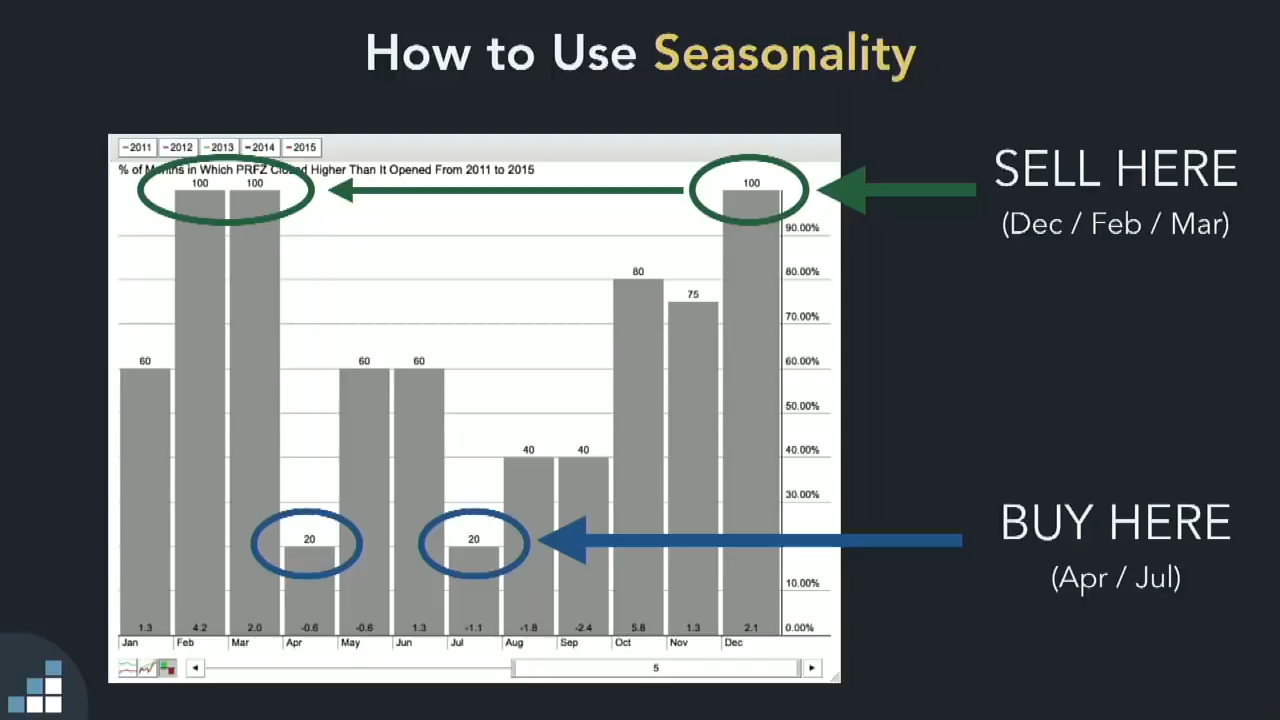 How to Use Seasonality
2011 2012 2013 2014 2015
% of Months in Which PRFZ Closed Higher Than It Opened From 2011 to 2015
100 100 100
SELL HERE
(Dec / Feb / Mar)
90.00%
80
80.00%
75
70.00%
60 60 60
60.00%
50.00%
40 40
40.00%
30.00%
20 20
BUY HERE
(Apr / Jul)
10.00%
1.3 4.2 2.0 -0.6 -0.6 1.3 -1.1 -1.8 -2.4 5.8 1.3 2.1 0.00%
Jan Feb Mar Apr May Jun Jul Aug Sep Oct Nov Dec
5